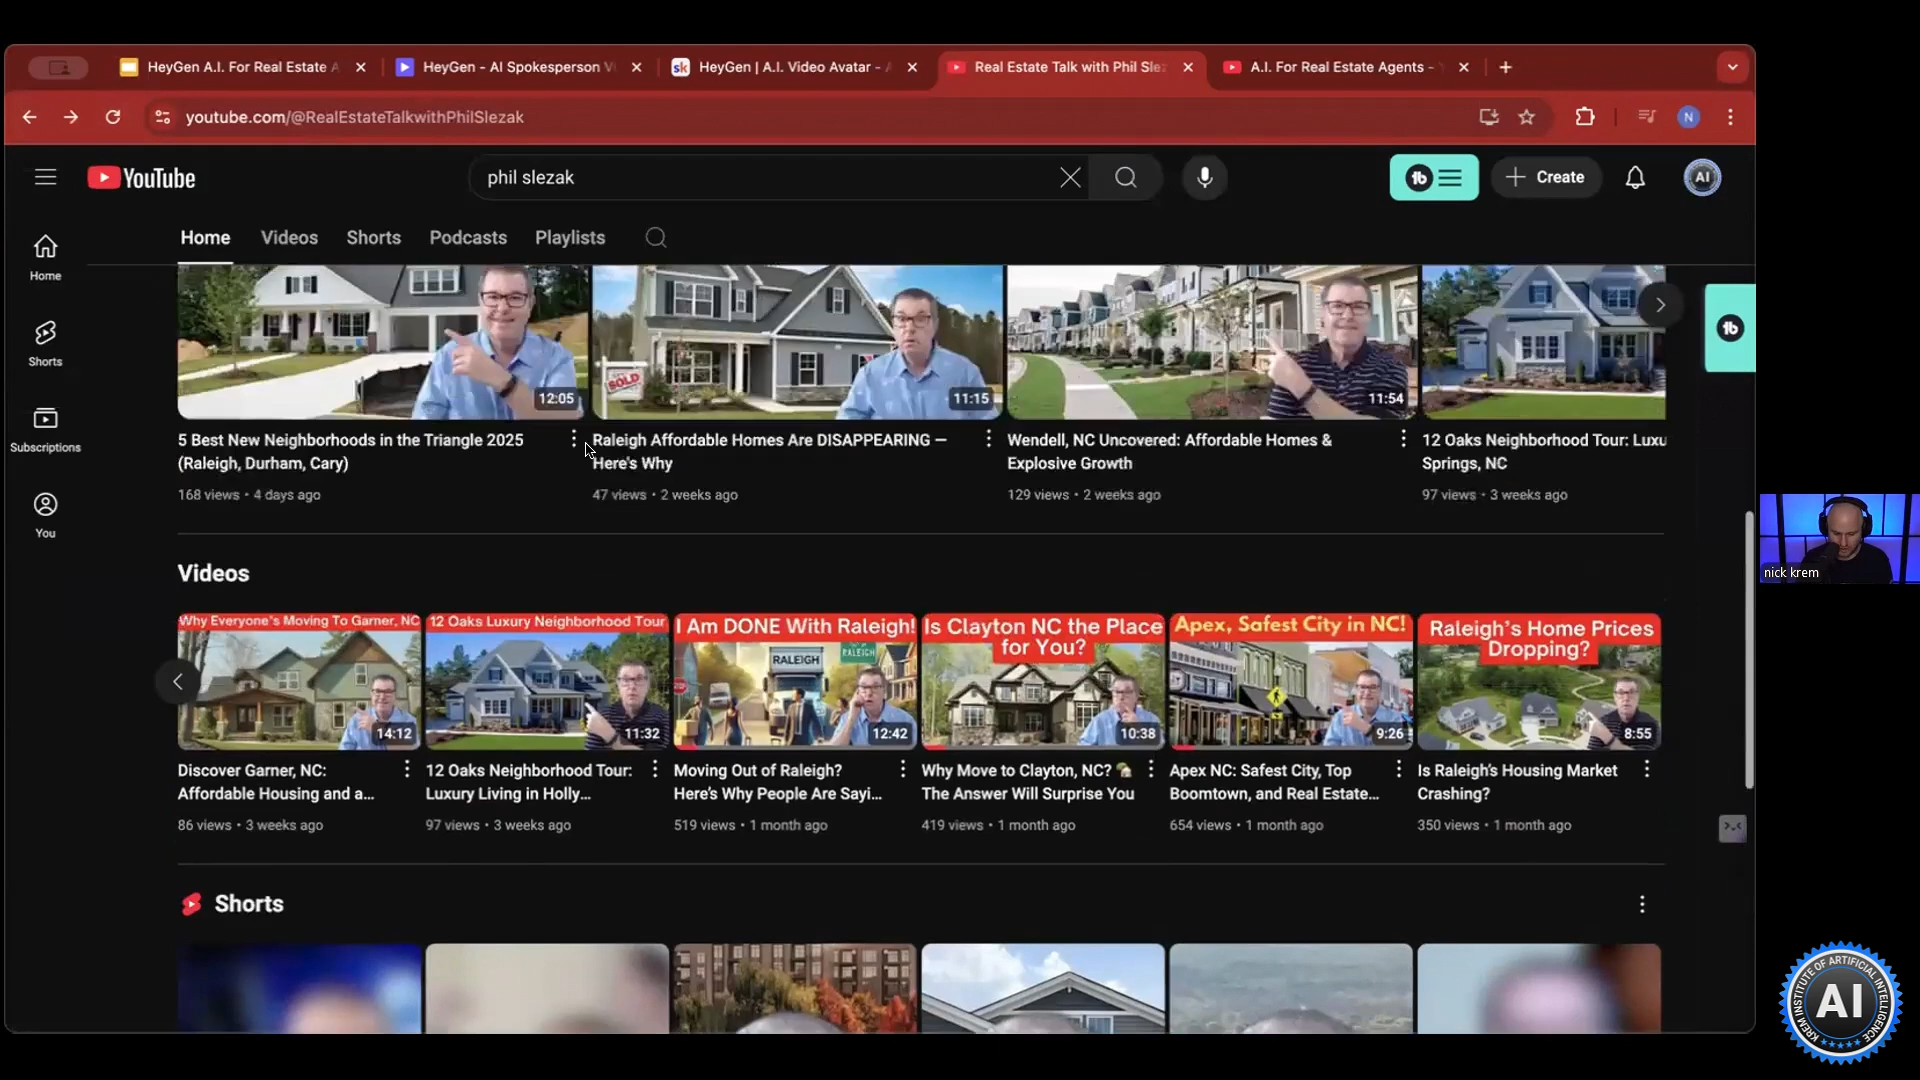 HeyGen A.I. For Real Estate A
HeyGen - AI Spokesperson V
HeyGen | A.I. Video Avatar -
Real Estate Talk with Phil Sle
A.I. For Real Estate Agents -
youtube.com/@RealEstateTalkwithPhilSlezak
N
YouTube
phil slezak
Create
AI
Home
Videos
Shorts
Podcasts
Playlists
Home
Shorts
Subscriptions
You
SOLD
12:05
11:15
11:54
5 Best New Neighborhoods in the Triangle 2025
(Raleigh, Durham, Cary)
168 views • 4 days ago
Raleigh Affordable Homes Are DISAPPEARING —
Here's Why
47 views • 2 weeks ago
Wendell, NC Uncovered: Affordable Homes &
Explosive Growth
129 views • 2 weeks ago
12 Oaks Neighborhood Tour: Luxu
Springs, NC
97 views • 3 weeks ago
Videos
Why Everyone's Moving To Garner, NC
14:12
12 Oaks Luxury Neighborhood Tour
11:32
I Am DONE With Raleigh!
RALEIGH
RALEIGH
12:42
Is Clayton NC the Place
for You?
10:38
Apex, Safest City in NC!
9:26
Raleigh's Home Prices
Dropping?
8:55
Discover Garner, NC:
Affordable Housing and a...
86 views • 3 weeks ago
12 Oaks Neighborhood Tour:
Luxury Living in Holly...
97 views • 3 weeks ago
Moving Out of Raleigh?
Here's Why People Are Sayi...
519 views • 1 month ago
Why Move to Clayton, NC?
The Answer Will Surprise You
419 views • 1 month ago
Apex NC: Safest City, Top
Boomtown, and Real Estate...
654 views • 1 month ago
Is Raleigh's Housing Market
Crashing?
350 views • 1 month ago
Shorts
nick krem
KREM INSTITUTE OF ARTIFICIAL INTELLIGENCE
AI